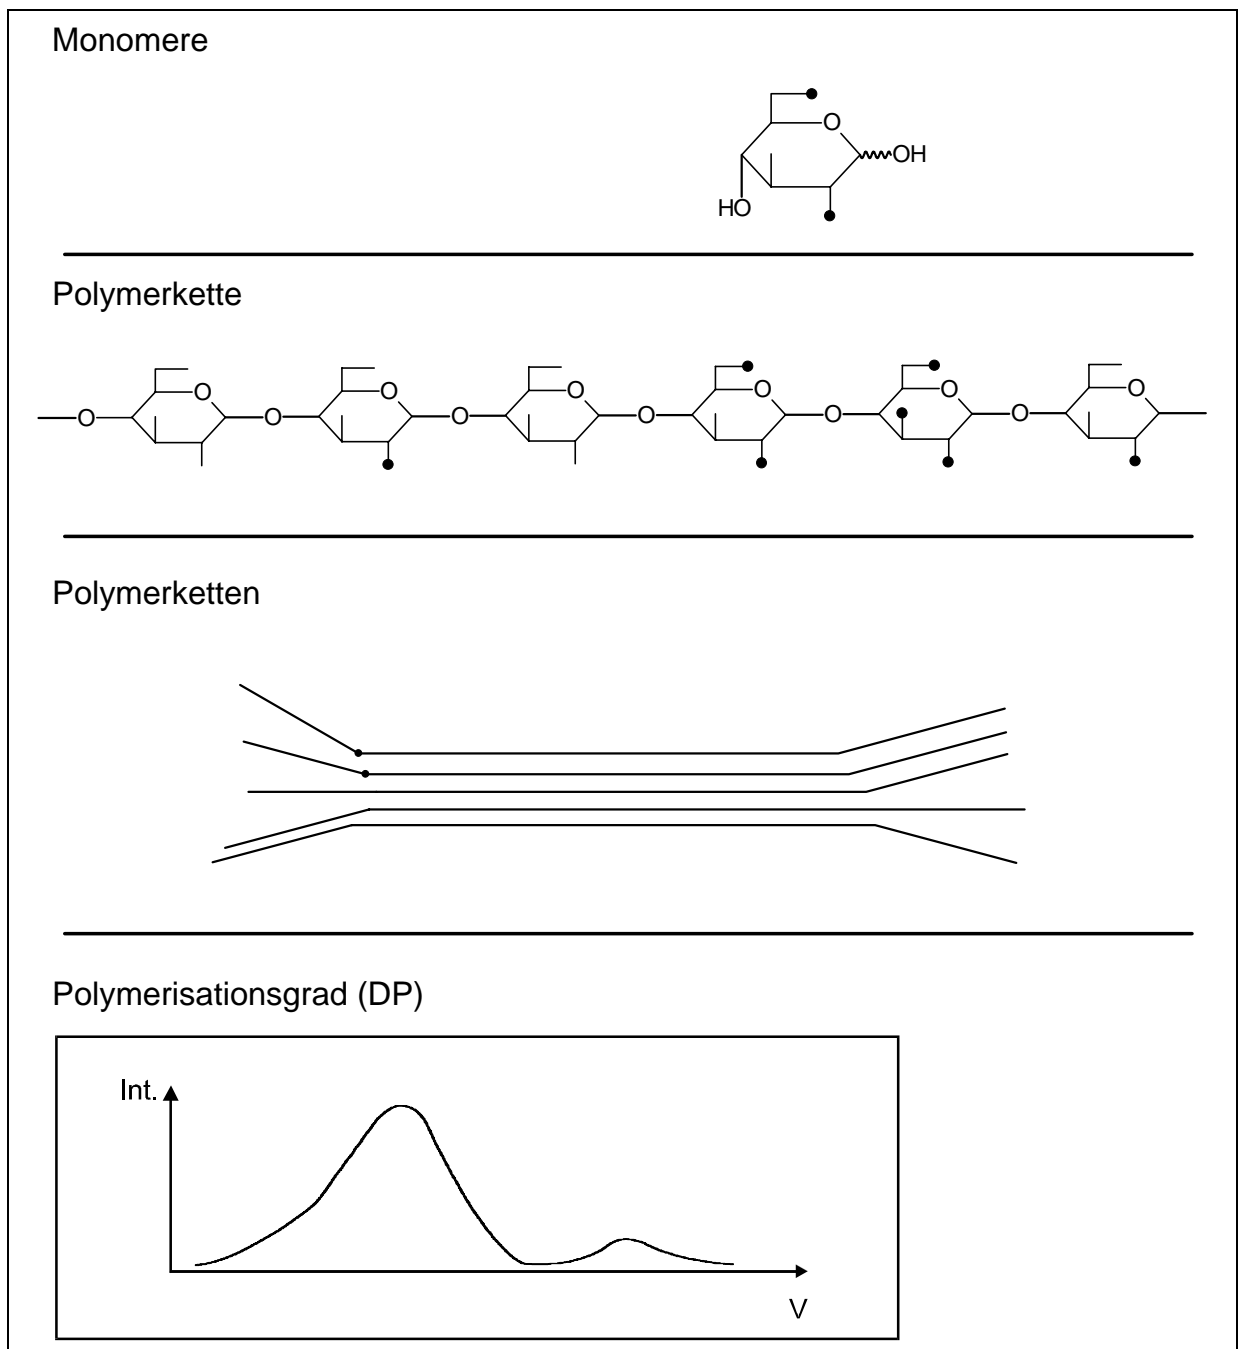 Monomere
O
OH
HO
Polymerkette
O O O O O O
O O O O O O
Polymerketten
Polymerisationsgrad (DP)
Int.
V